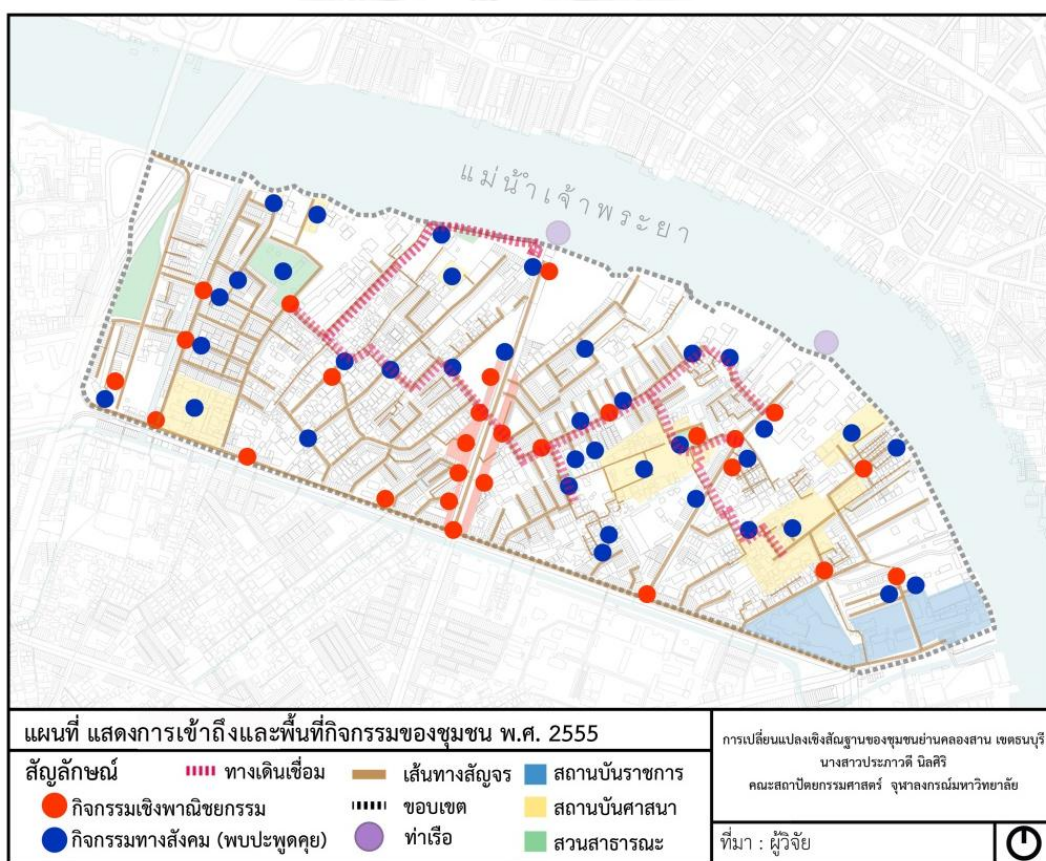 แม่น้ำเจ้าพระยา
แผนที่ แสดงการเข้าถึงและพื้นที่กิจกรรมของชุมชน พ.ศ. 2555
สัญลักษณ์
ทางเดินเชื่อม
เส้นทางสัญจร
สถาบันราชการ
กิจกรรมเชิงพาณิชยกรรม
ขอบเขต
สถาบันศาสนา
กิจกรรมทางสังคม (พบปะพูดคุย)
ท่าเรือ
สวนสาธารณะ
การเปลี่ยนแปลงเชิงสัณฐานของชุมชนย่านคลองสาน เขตธนบุรี
นางสาวประภาวดี นิลศิริ
คณะสถาปัตยกรรมศาสตร์ จุฬาลงกรณ์มหาวิทยาลัย
ที่มา : ผู้วิจัย